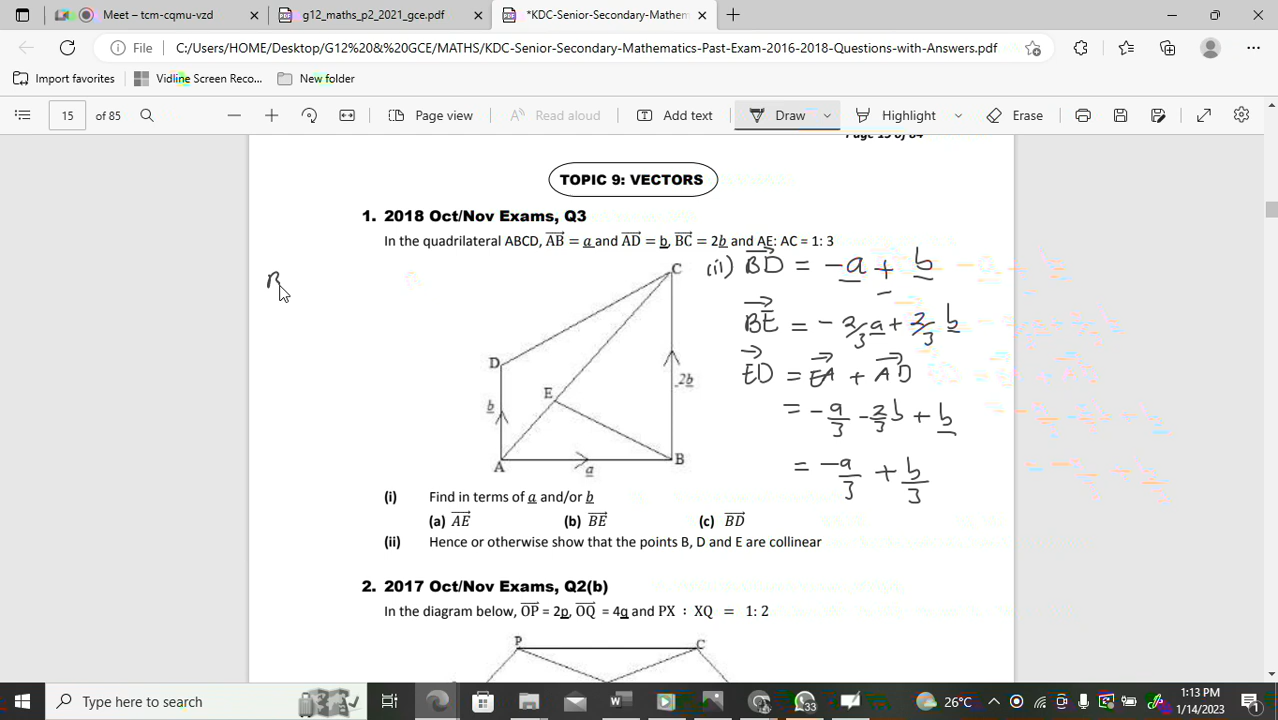 Meet – tcm-cqmu-vzd
g12_maths_p2_2021_gce.pdf
*KDC-Senior-Secondary-Mathem
File
C:/Users/HOME/Desktop/G12%20&%20GCE/MATHS/KDC-Senior-Secondary-Mathematics-Past-Exam-2016-2018-Questions-with-Answers.pdf
Import favorites
Vidline Screen Reco...
New folder
15 of 85
Page view
Read aloud
Add text
Draw
Highlight
Erase
TOPIC 9: VECTORS
1. 2018 Oct/Nov Exams, Q3
In the quadrilateral ABCD, AB = a and AD = b, BC = 2b and AE: AC = 1: 3
C
D
E
b
2b
A
a
B
(ii) BD = -a + b
BE = - 2/3 a + 2/3 b
ED = EA + AD
= - a/3 - 2/3 b + b
= -a/3 + b/3
(i) Find in terms of a and/or b
(a) AE (b) BE (c) BD
(ii) Hence or otherwise show that the points B, D and E are collinear
2. 2017 Oct/Nov Exams, Q2(b)
In the diagram below, OP = 2p, OQ = 4q and PX : XQ = 1: 2
P
C
Type here to search
33
26°C
1:13 PM
1/14/2023
1